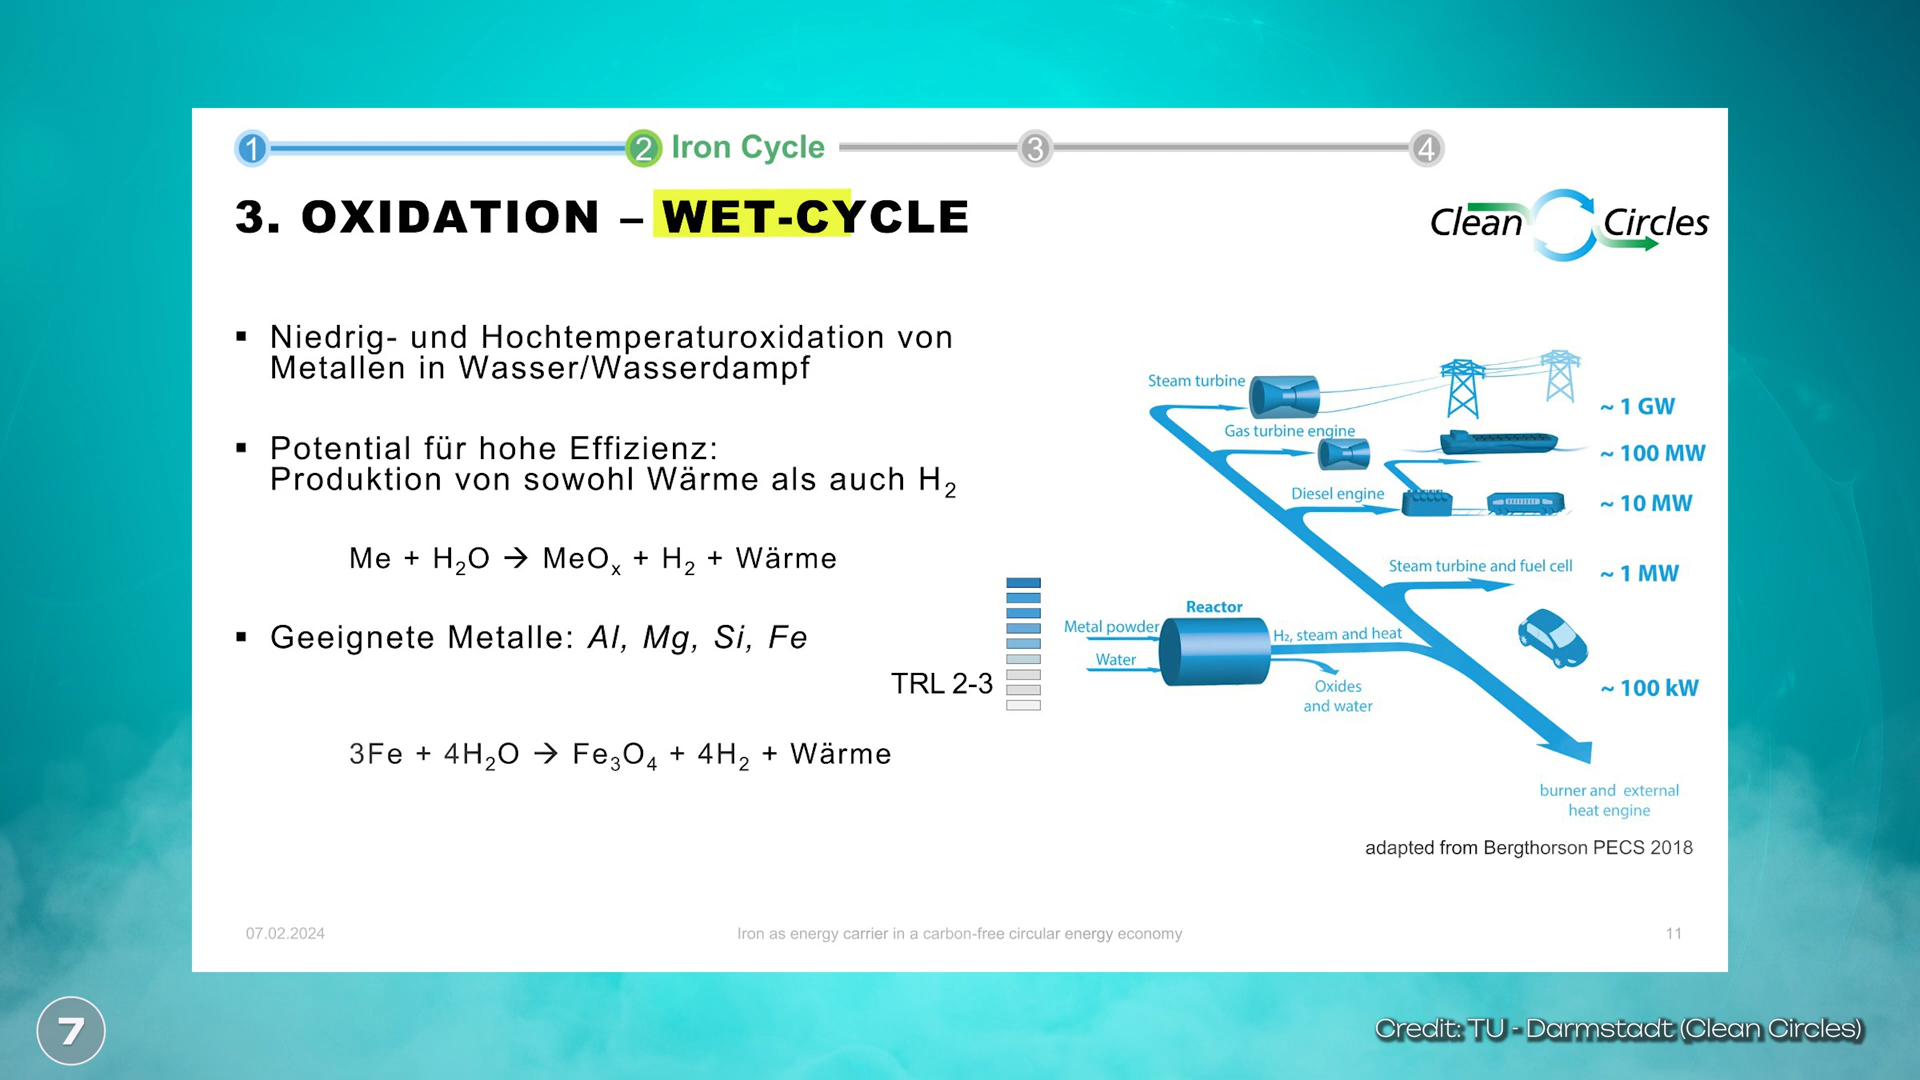 1
2 Iron Cycle
3
4
3. OXIDATION – WET-CYCLE
Clean Circles
▪ Niedrig- und Hochtemperaturoxidation von
Metallen in Wasser/Wasserdampf
▪ Potential für hohe Effizienz:
Produktion von sowohl Wärme als auch H₂
Me + H₂O → MeOₓ + H₂ + Wärme
▪ Geeignete Metalle: Al, Mg, Si, Fe
TRL 2-3
3Fe + 4H₂O → Fe₃O₄ + 4H₂ + Wärme
Steam turbine
~ 1 GW
Gas turbine engine
~ 100 MW
Diesel engine
~ 10 MW
Steam turbine and fuel cell
~ 1 MW
Reactor
Metal powder
H₂, steam and heat
Water
Oxides
and water
~ 100 kW
burner and external
heat engine
adapted from Bergthorson PECS 2018
07.02.2024
Iron as energy carrier in a carbon-free circular energy economy
11
7
Credit: TU - Darmstadt (Clean Circles)